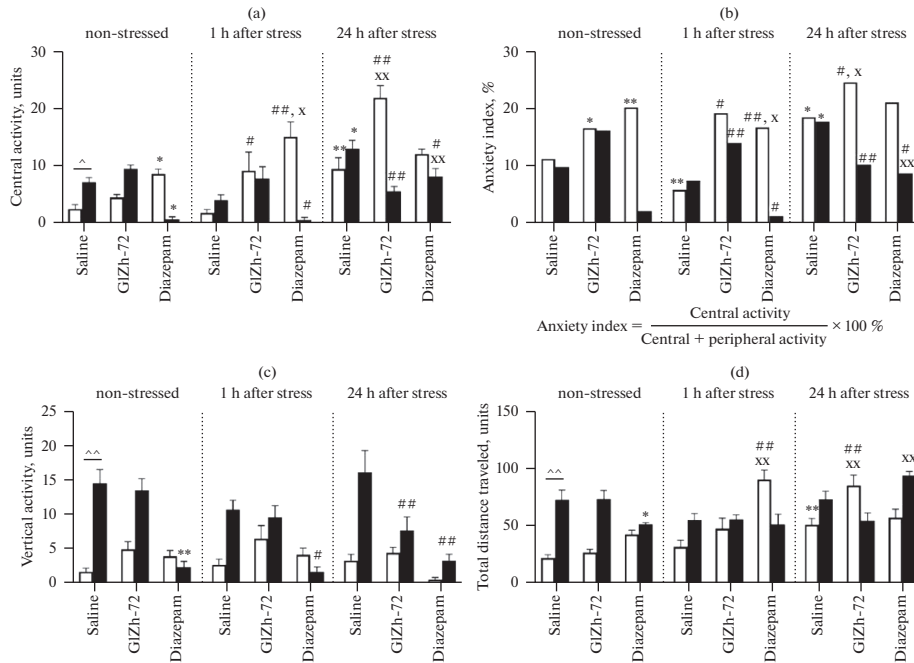 (a)
non-stressed 1 h after stress 24 h after stress
Central activity, units
30
20
10
0
^
*
*
#
##, x
#
**
*
##
xx
##
#
xx
Saline GlZh-72 Diazepam Saline GlZh-72 Diazepam Saline GlZh-72 Diazepam
(b)
non-stressed 1 h after stress 24 h after stress
Anxiety index, %
30
20
10
0
*
**
**
#
##
##, x
#
*
*
#, x
##
#
xx
Saline GlZh-72 Diazepam Saline GlZh-72 Diazepam Saline GlZh-72 Diazepam
Anxiety index = Central activity / Central + peripheral activity × 100 %
(c)
non-stressed 1 h after stress 24 h after stress
Vertical activity, units
25
20
15
10
5
0
^^
**
#
##
##
Saline GlZh-72 Diazepam Saline GlZh-72 Diazepam Saline GlZh-72 Diazepam
(d)
non-stressed 1 h after stress 24 h after stress
Total distance traveled, units
150
100
50
0
^^
*
##
xx
**
##
xx
xx
Saline GlZh-72 Diazepam Saline GlZh-72 Diazepam Saline GlZh-72 Diazepam